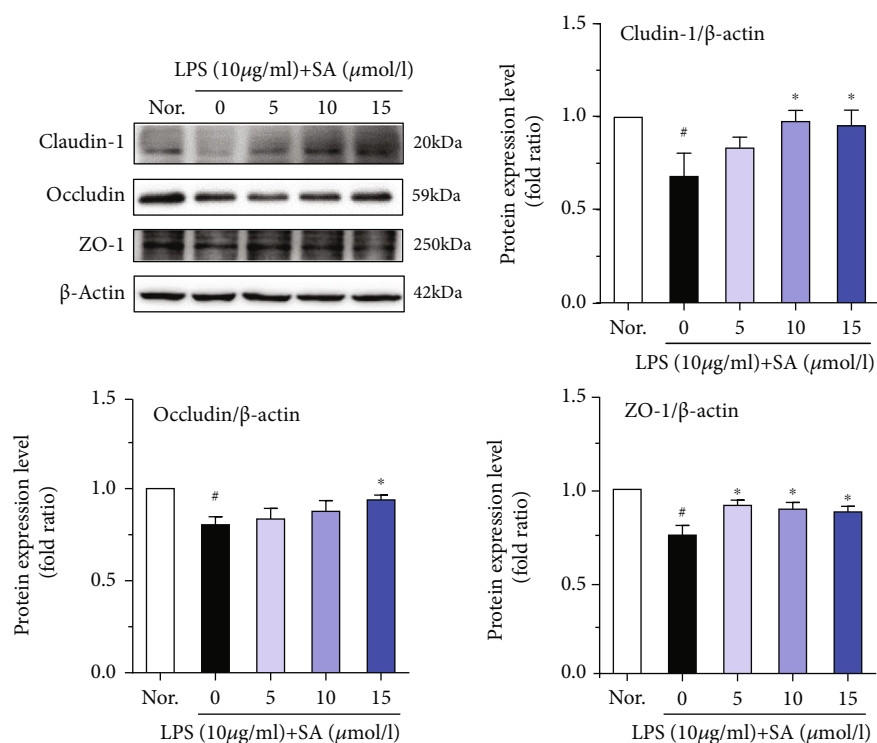 LPS (10μg/ml)+SA (μmol/l)
Nor. 0 5 10 15
Claudin-1 20kDa
Occludin 59kDa
ZO-1 250kDa
β-Actin 42kDa
Cludin-1/β-actin
Protein expression level
(fold ratio)
1.5
1.0
0.5
0.0
#
*
*
Nor. 0 5 10 15
LPS (10μg/ml)+SA (μmol/l)
Occludin/β-actin
Protein expression level
(fold ratio)
1.5
1.0
0.5
0.0
#
*
Nor. 0 5 10 15
LPS (10μg/ml)+SA (μmol/l)
ZO-1/β-actin
Protein expression level
(fold ratio)
1.5
1.0
0.5
0.0
#
*
*
*
Nor. 0 5 10 15
LPS (10μg/ml)+SA (μmol/l)